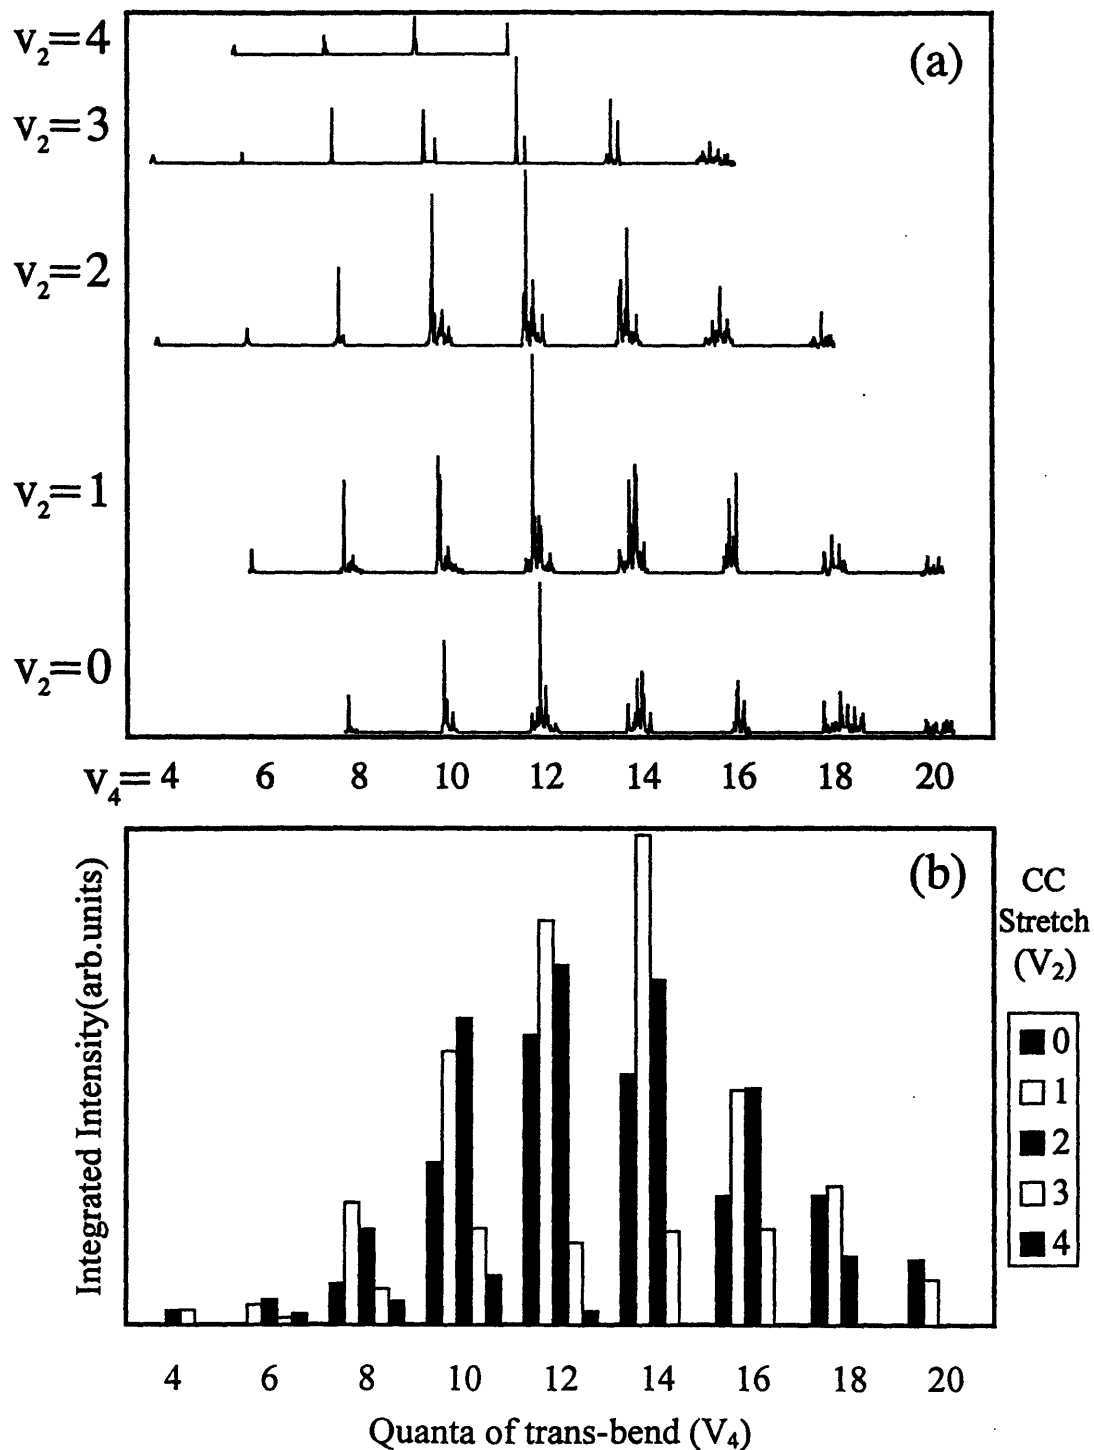 (a)
v₂=4
v₂=3
v₂=2
v₂=1
v₂=0
v₄= 4 6 8 10 12 14 16 18 20
(b)
Integrated Intensity(arb.units)
CC
Stretch
(V₂)
0
1
2
3
4
4 6 8 10 12 14 16 18 20
Quanta of trans-bend (V₄)